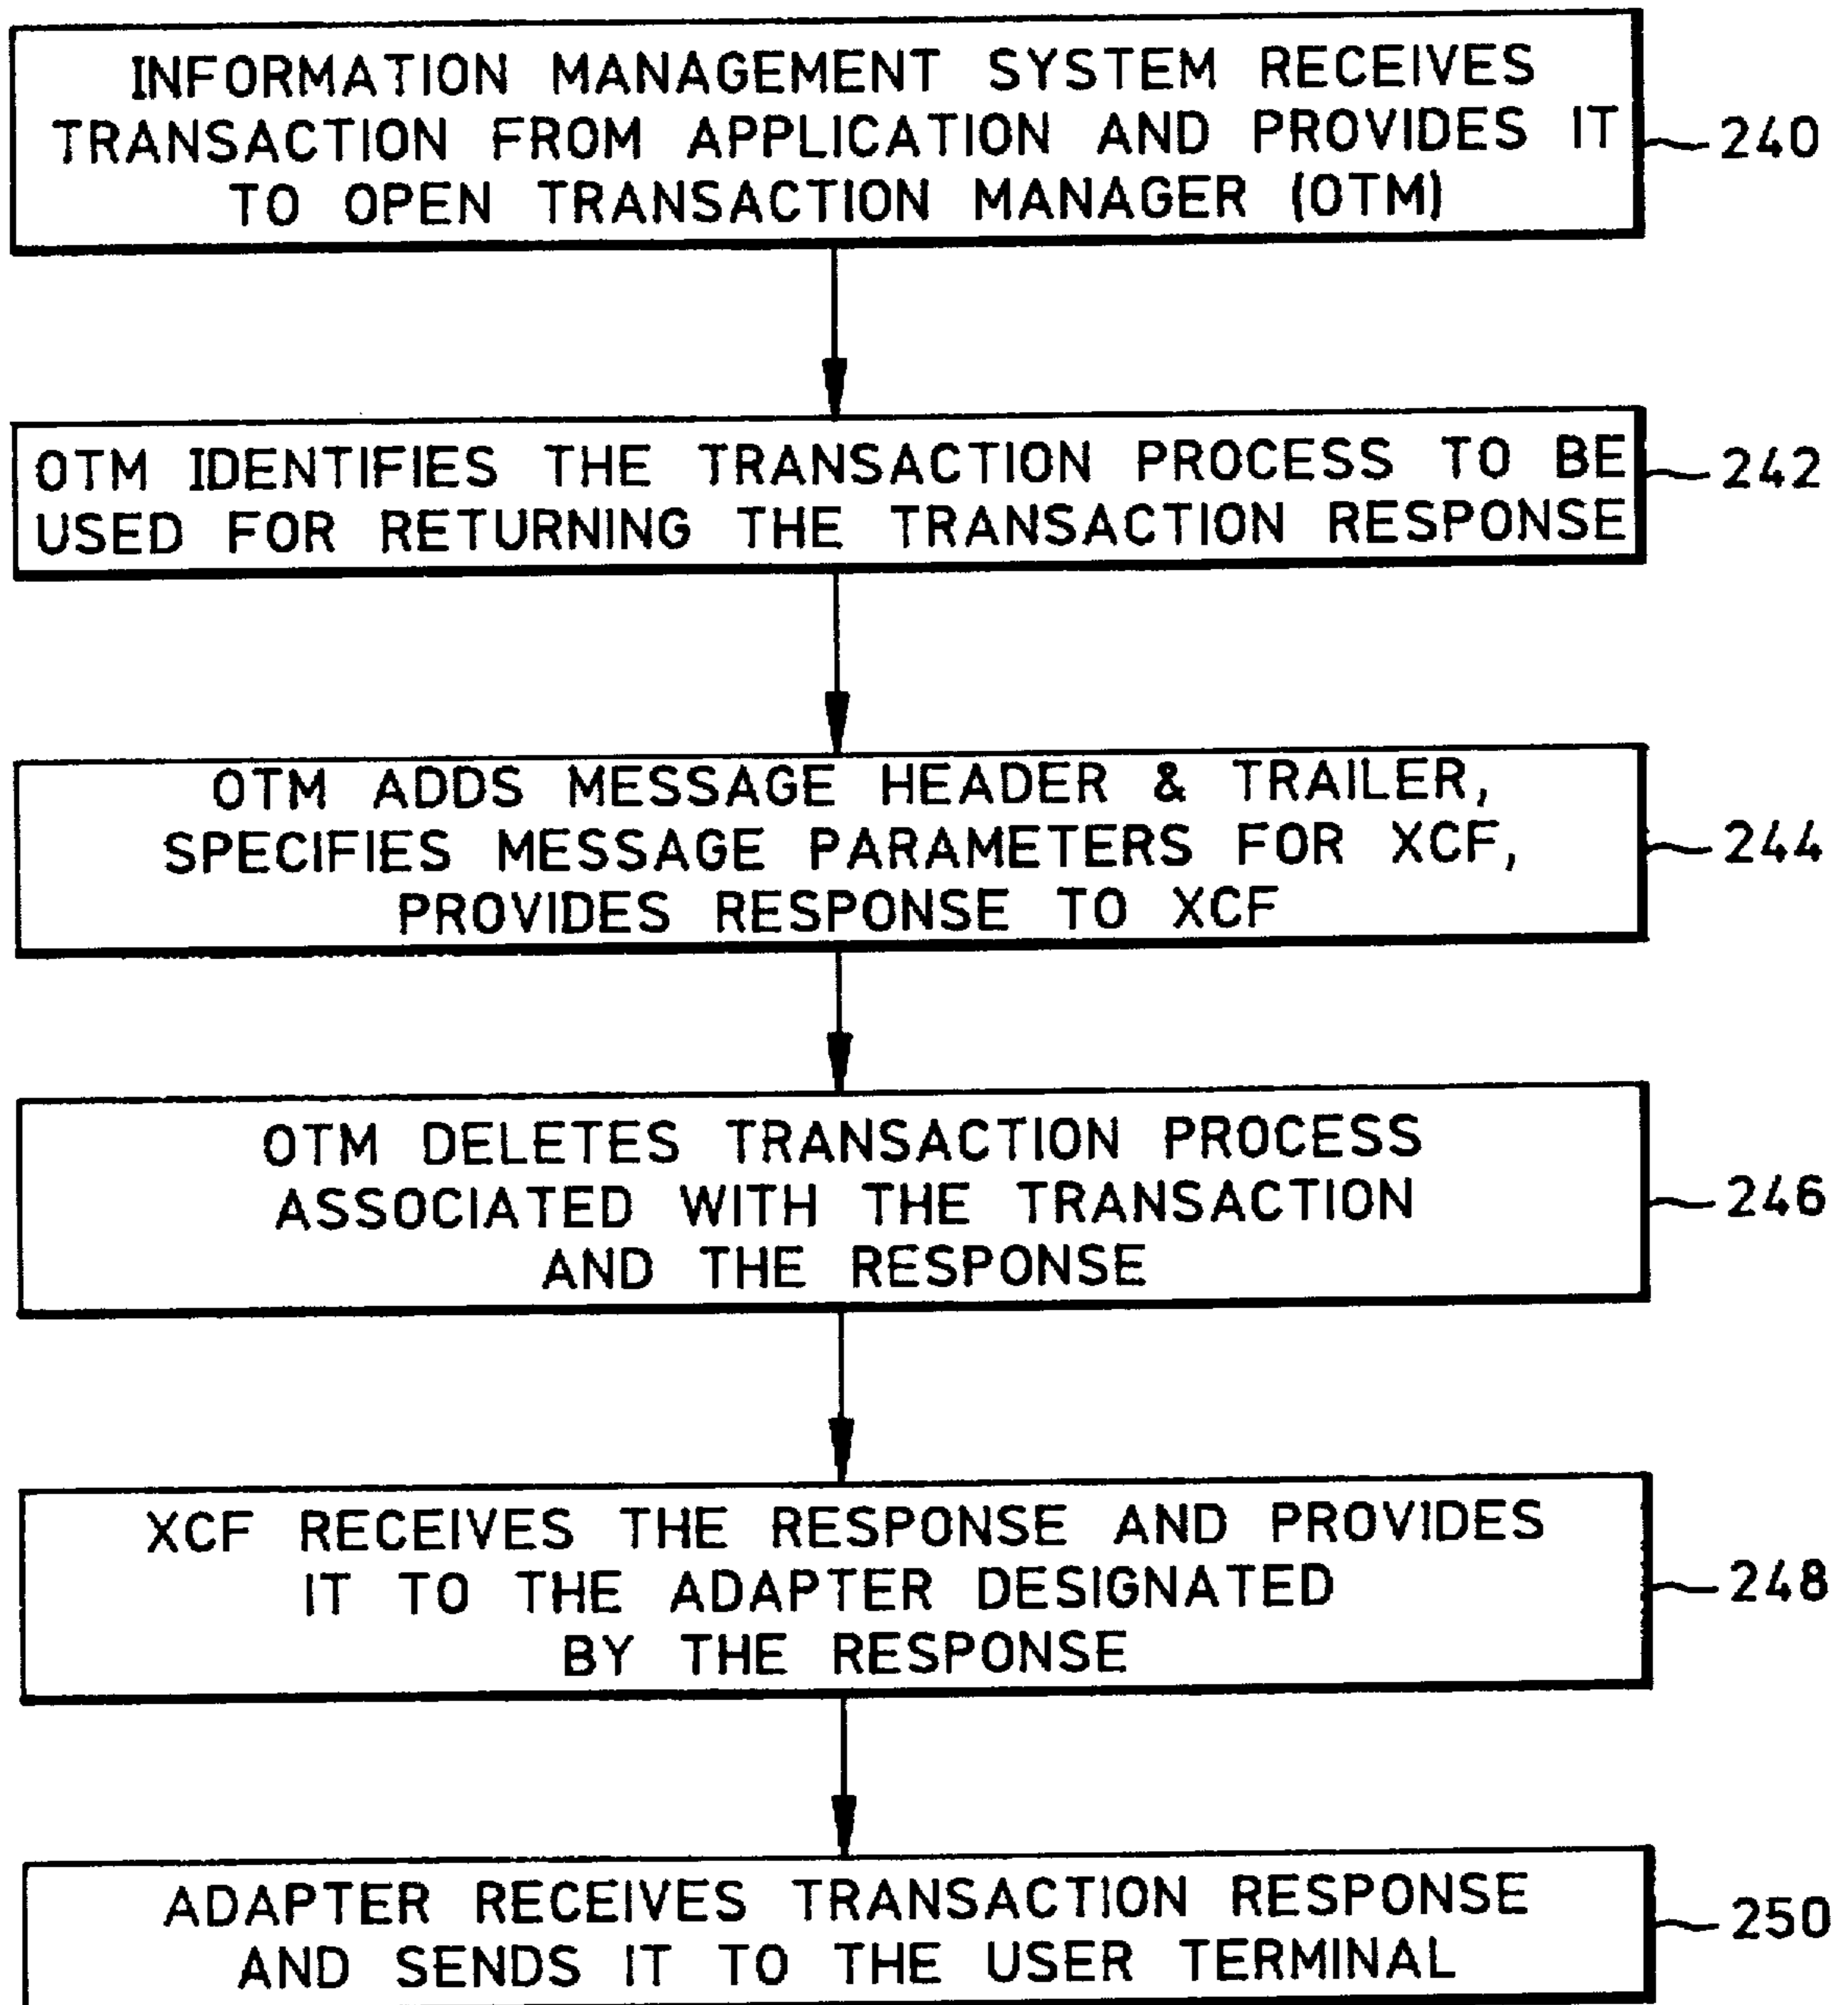 INFORMATION MANAGEMENT SYSTEM RECEIVES
TRANSACTION FROM APPLICATION AND PROVIDES IT
TO OPEN TRANSACTION MANAGER (OTM)
240
OTM IDENTIFIES THE TRANSACTION PROCESS TO BE
USED FOR RETURNING THE TRANSACTION RESPONSE
242
OTM ADDS MESSAGE HEADER & TRAILER,
SPECIFIES MESSAGE PARAMETERS FOR XCF,
PROVIDES RESPONSE TO XCF
244
OTM DELETES TRANSACTION PROCESS
ASSOCIATED WITH THE TRANSACTION
AND THE RESPONSE
246
XCF RECEIVES THE RESPONSE AND PROVIDES
IT TO THE ADAPTER DESIGNATED
BY THE RESPONSE
248
ADAPTER RECEIVES TRANSACTION RESPONSE
AND SENDS IT TO THE USER TERMINAL
250